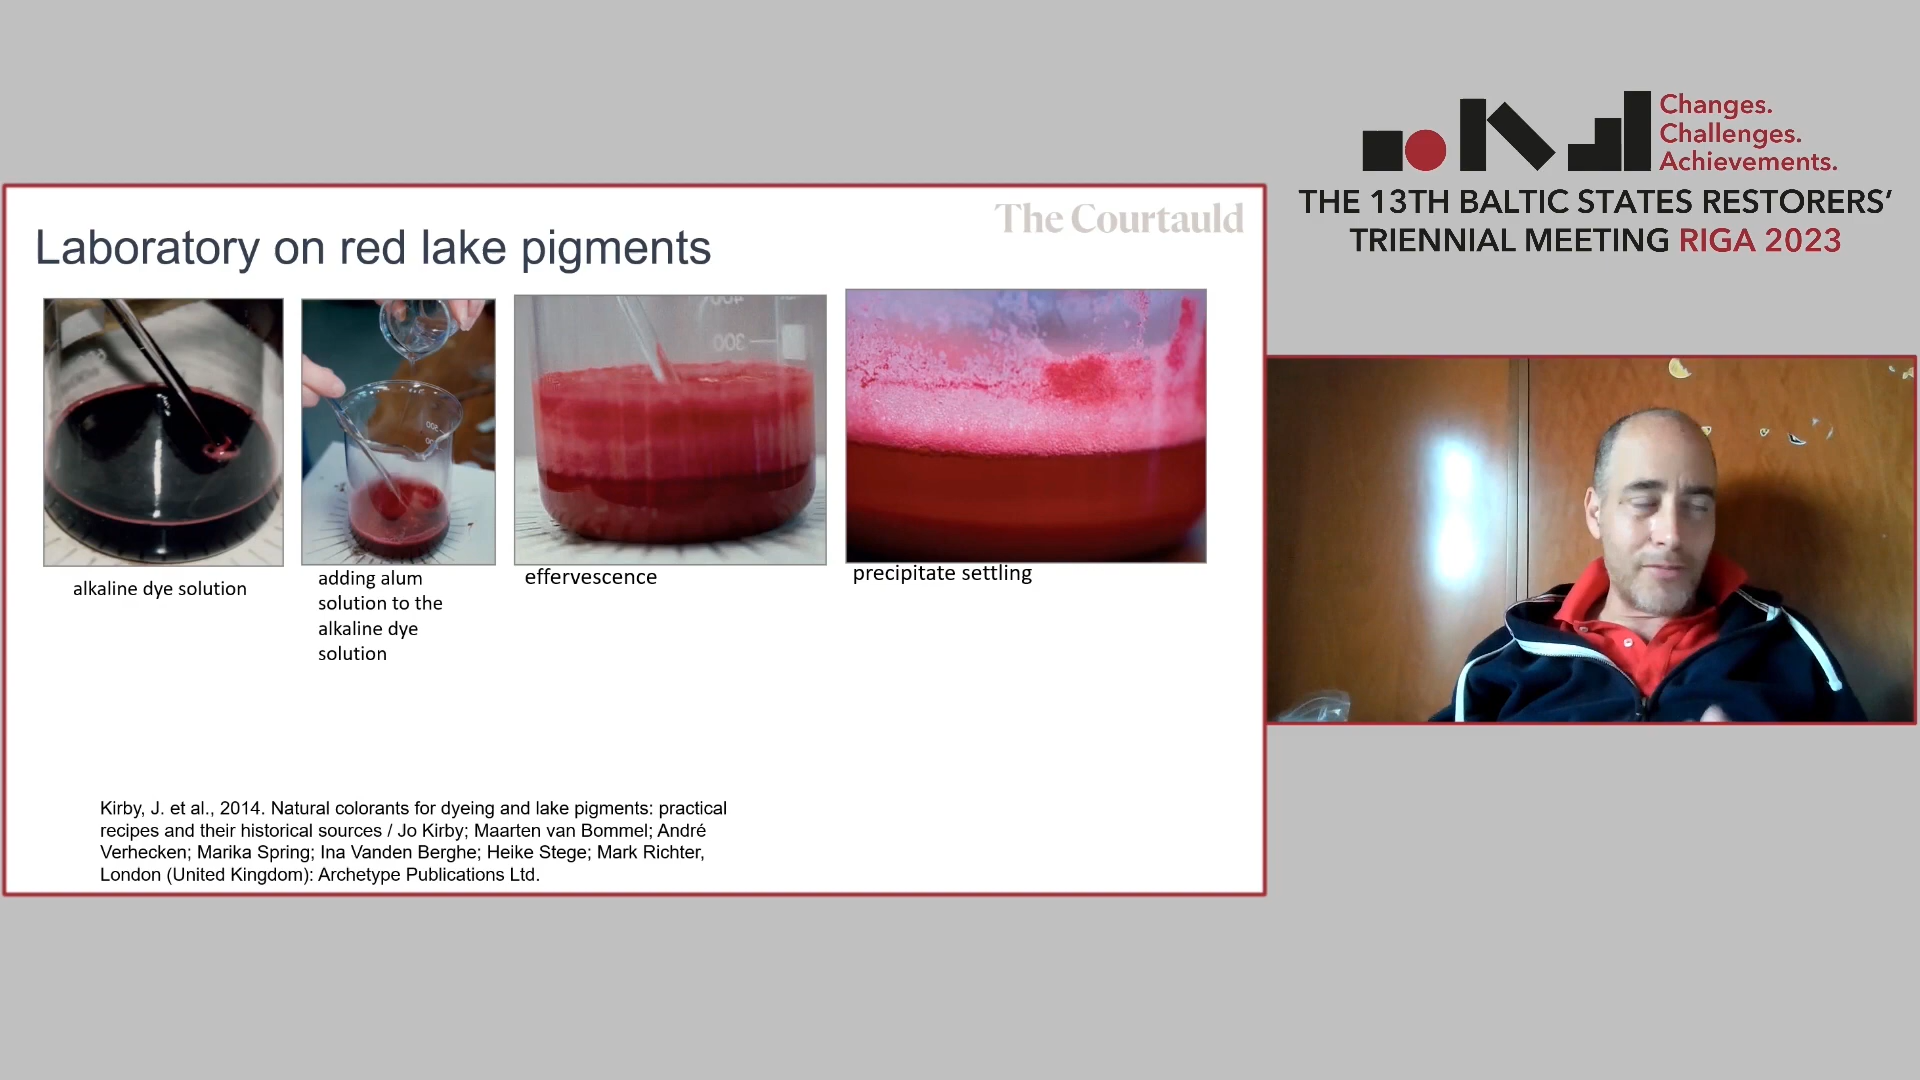 The Courtauld
Laboratory on red lake pigments
alkaline dye solution
adding alum
solution to the
alkaline dye
solution
effervescence
300
precipitate settling
Kirby, J. et al., 2014. Natural colorants for dyeing and lake pigments: practical
recipes and their historical sources / Jo Kirby; Maarten van Bommel; André
Verhecken; Marika Spring; Ina Vanden Berghe; Heike Stege; Mark Richter,
London (United Kingdom): Archetype Publications Ltd.
Changes.
Challenges.
Achievements.
THE 13TH BALTIC STATES RESTORERS’
TRIENNIAL MEETING RIGA 2023